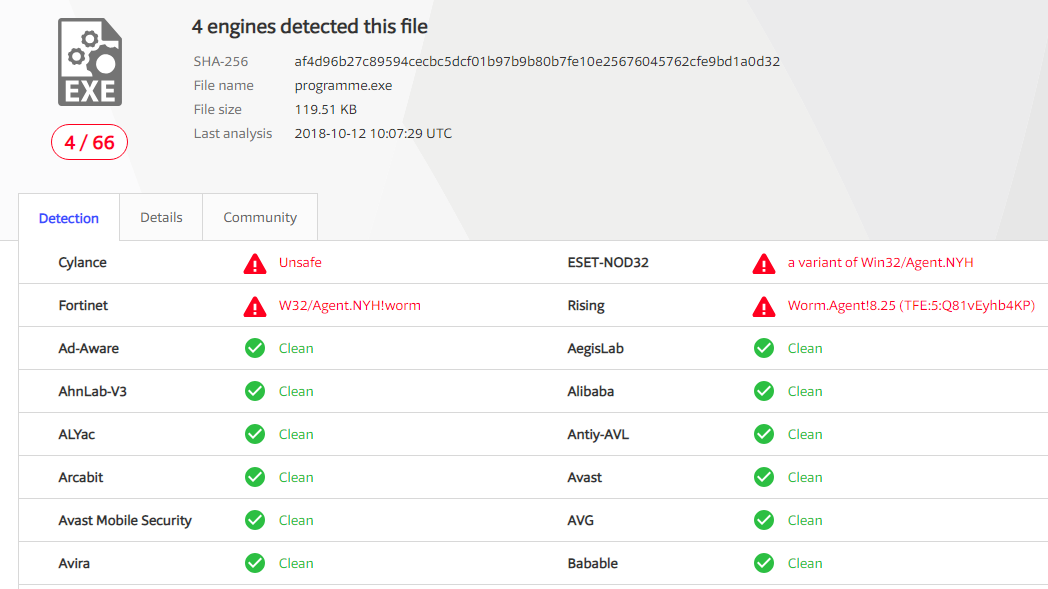 4 engines detected this file
SHA-256 af4d96b27c89594cecbc5dcf01b97b9b80b7fe10e25676045762cfe9bd1a0d32
File name programme.exe
File size 119.51 KB
Last analysis 2018-10-12 10:07:29 UTC
EXE
4 / 66
Detection Details Community
Cylance Unsafe ESET-NOD32 a variant of Win32/Agent.NYH
Fortinet W32/Agent.NYH!worm Rising Worm.Agent!8.25 (TFE:5:Q81vEyhb4KP)
Ad-Aware Clean AegisLab Clean
AhnLab-V3 Clean Alibaba Clean
ALYac Clean Antiy-AVL Clean
Arcabit Clean Avast Clean
Avast Mobile Security Clean AVG Clean
Avira Clean Babable Clean